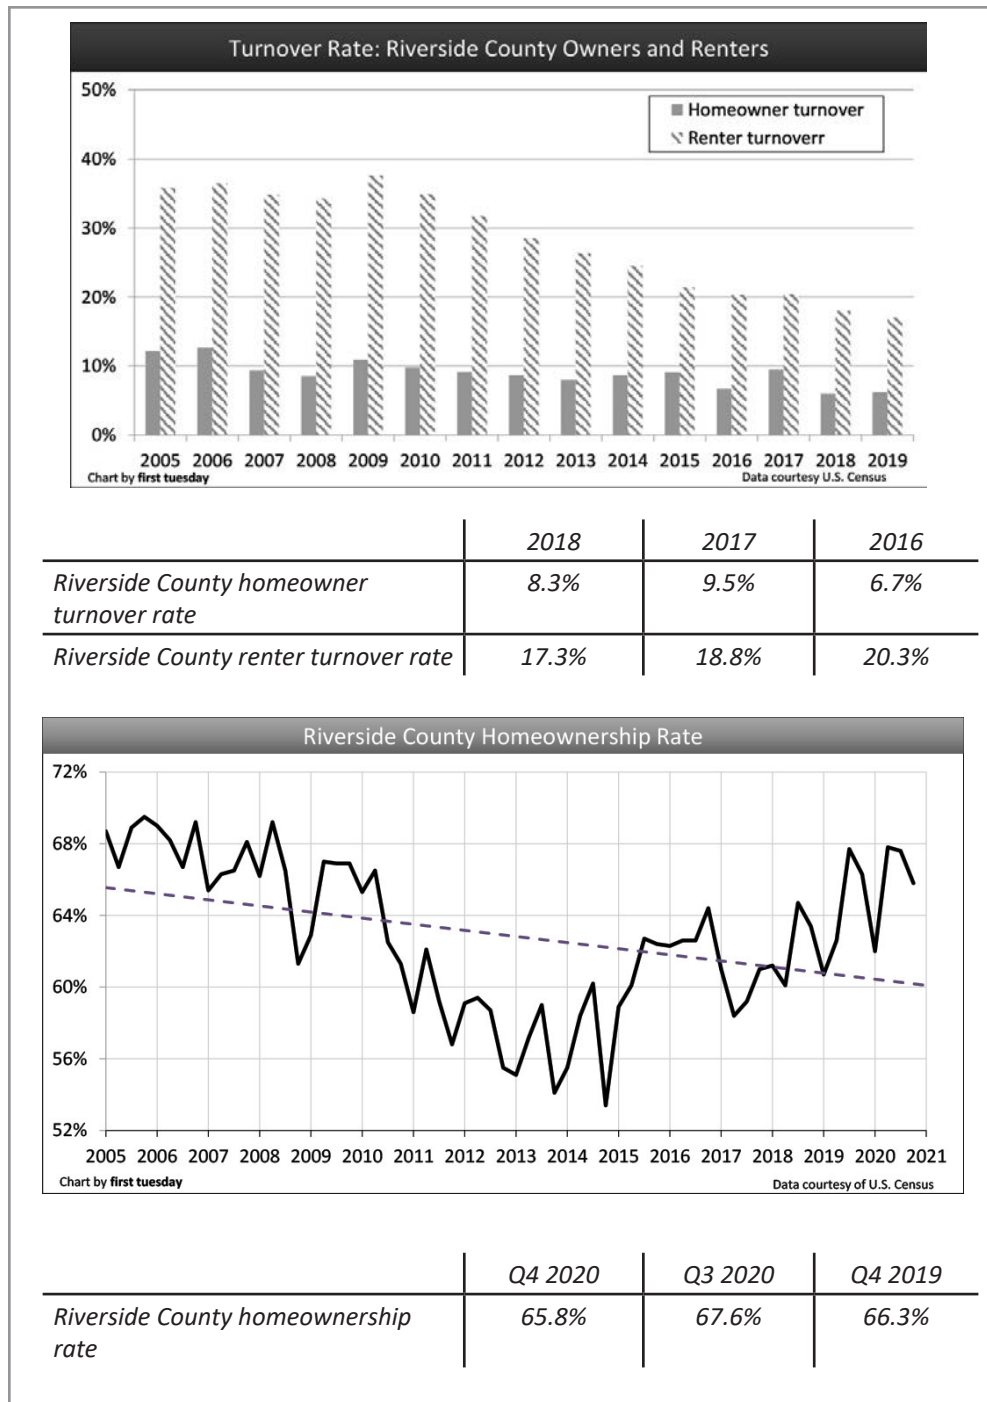 Turnover Rate: Riverside County Owners and Renters
50%
Homeowner turnover
Renter turnoverr
40%
30%
20%
10%
0%
2005 2006 2007 2008 2009 2010 2011 2012 2013 2014 2015 2016 2017 2018 2019
Chart by first tuesday
Data courtesy U.S. Census
2018 2017 2016
Riverside County homeowner
turnover rate
8.3% 9.5% 6.7%
Riverside County renter turnover rate 17.3% 18.8% 20.3%
Riverside County Homeownership Rate
72%
68%
64%
60%
56%
52%
2005 2006 2007 2008 2009 2010 2011 2012 2013 2014 2015 2016 2017 2018 2019 2020 2021
Chart by first tuesday
Data courtesy of U.S. Census
Q4 2020 Q3 2020 Q4 2019
Riverside County homeownership
rate
65.8% 67.6% 66.3%